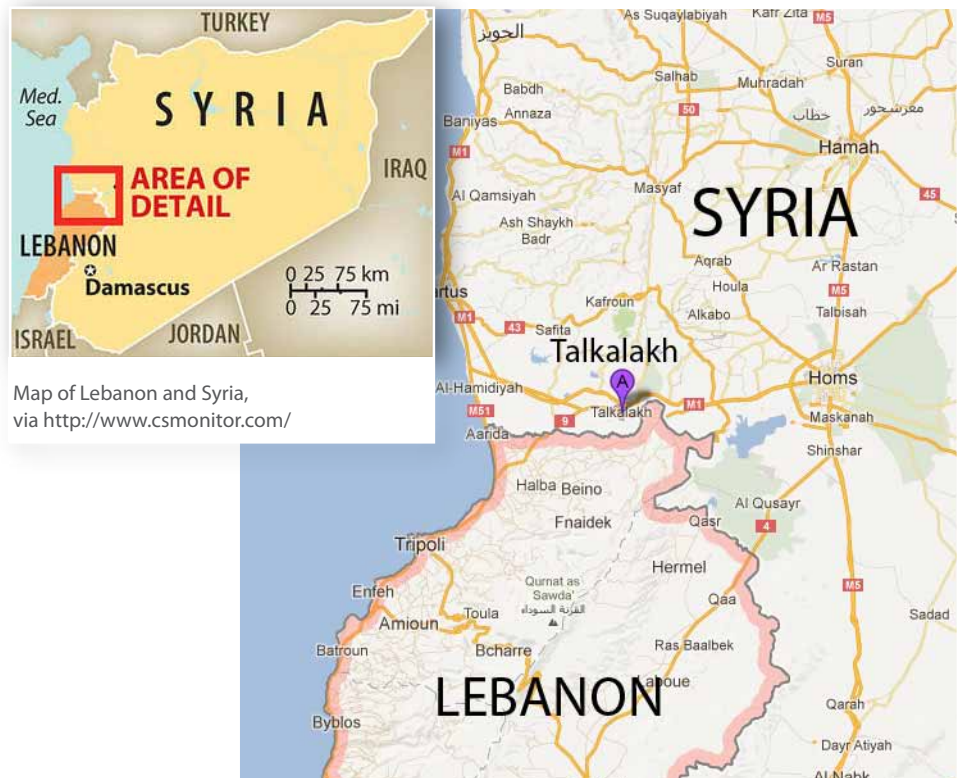 TURKEY
Med.
Sea
SYRIA
IRAQ
AREA OF
DETAIL
LEBANON
Damascus
0 25 75 km
0 25 75 mi
ISRAEL
JORDAN
Map of Lebanon and Syria,
via http://www.csmonitor.com/
As Suqaylabiyah
Kafr Zita
M5
الحويز
Suran
Salhab
Muhradah
Babdh
Annaza
50
حطاب
معرشحور
Baniyas
M1
Hamah
Al Qamsiyah
Masyaf
45
SYRIA
Ash Shaykh
Badr
Aqrab
Ar Rastan
Houla
M5
artus
Kafroun
Alkabo
Talbisah
M1
43
Safita
Talkalakh
A
Homs
Al-Hamidiyah
M51
9
Talkalakh
M1
Maskanah
Aarida
Shinshar
Halba
Beino
Al Qusayr
Fnaidek
Qasr
4
Tripoli
Hermel
Qurnat as
Sawda'
القرنة السوداء
Enfeh
Qaa
M5
Toula
Sadad
Amioun
Batroun
Bcharre
Ras Baalbek
Laboue
LEBANON
Qarah
Byblos
Dayr Atiyah
Al Nabk